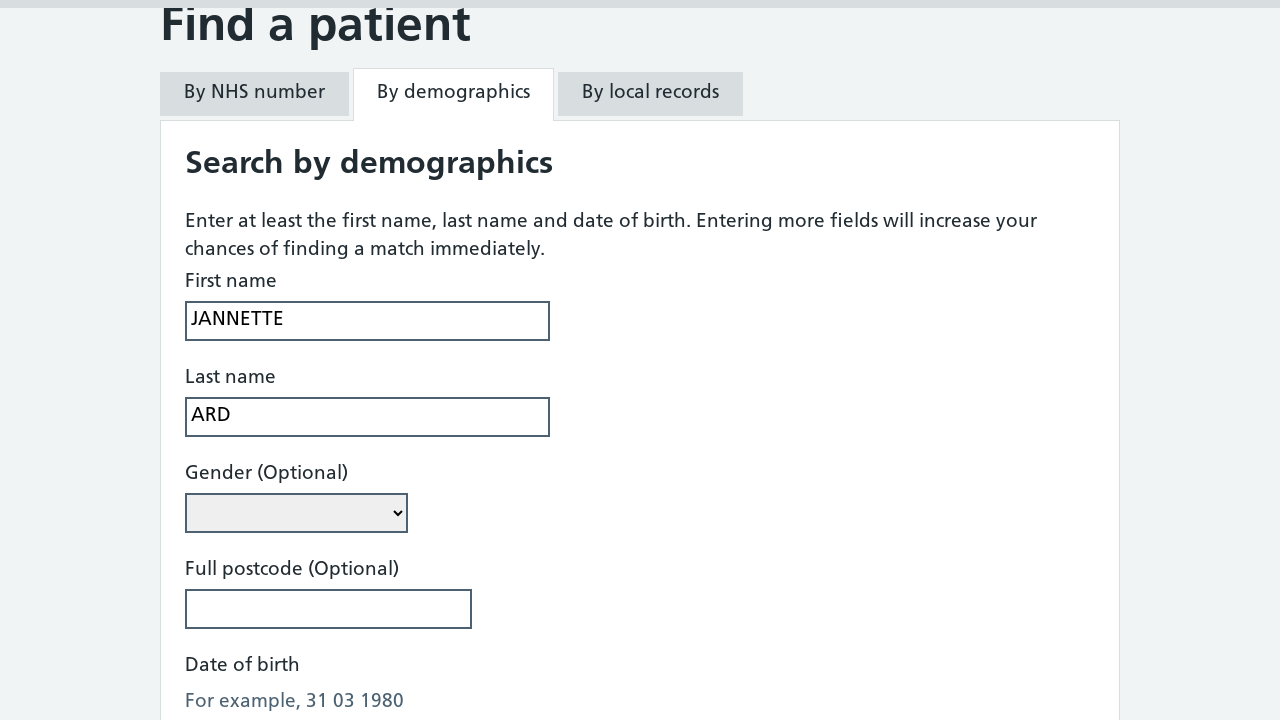 Find a patient
By NHS number
By demographics
By local records
Search by demographics
Enter at least the first name, last name and date of birth. Entering more fields will increase your
chances of finding a match immediately.
First name
JANNETTE
Last name
ARD
Gender (Optional)
Full postcode (Optional)
Date of birth
For example, 31 03 1980